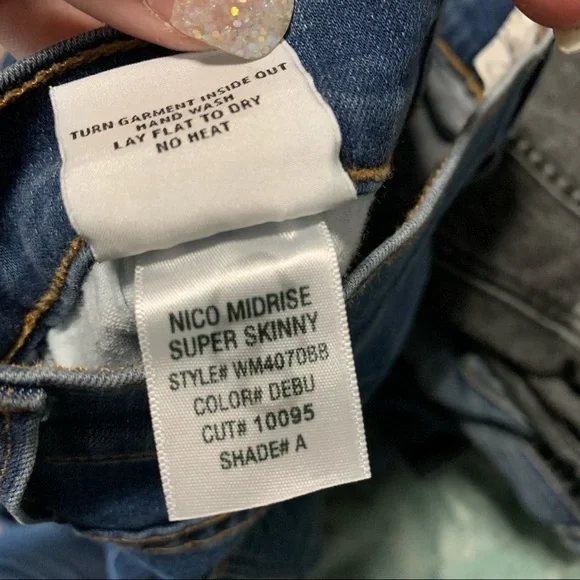 TURN GARMENT INSIDE OUT
HAND WASH
LAY FLAT TO DRY
NO HEAT
NICO MIDRISE
SUPER SKINNY
STYLE# WM407DBB
COLOR# DEBU
CUT# 10095
SHADE# A